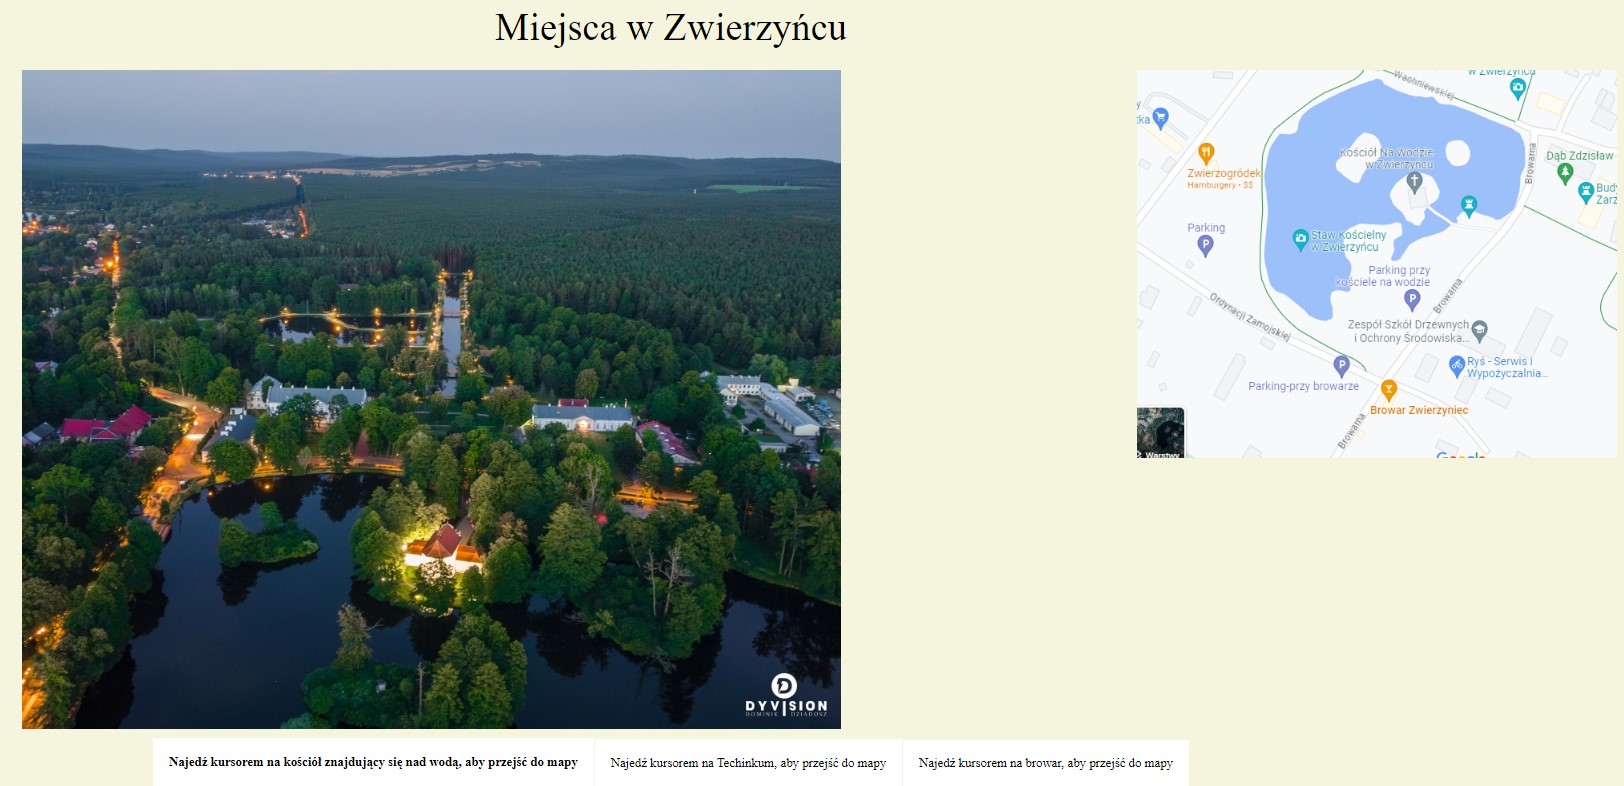 Miejsca w Zwierzyńcu
DYVISION
DOMINIK DZIADOSZ
Wachniewskiej
w Zwierzyńcu
Zwierzogródek
Hamburgery • $$
Kościół Na Wodzie
w Zwierzyńcu
Browarna
Dąb Zdzisław
Parking
Staw Kościelny
w Zwierzyńcu
Parking przy
kościele na wodzie
Browarna
Ordynacji Zamojskiej
Zespół Szkół Drzewnych
i Ochrony Środowiska...
Ryś - Serwis i
Wypożyczalnia...
Parking-przy browarze
Browar Zwierzyniec
Browarna
Warstwy
Google
Najedź kursorem na kościół znajdujący się nad wodą, aby przejść do mapy
Najedź kursorem na Techinkum, aby przejść do mapy
Najedź kursorem na browar, aby przejść do mapy